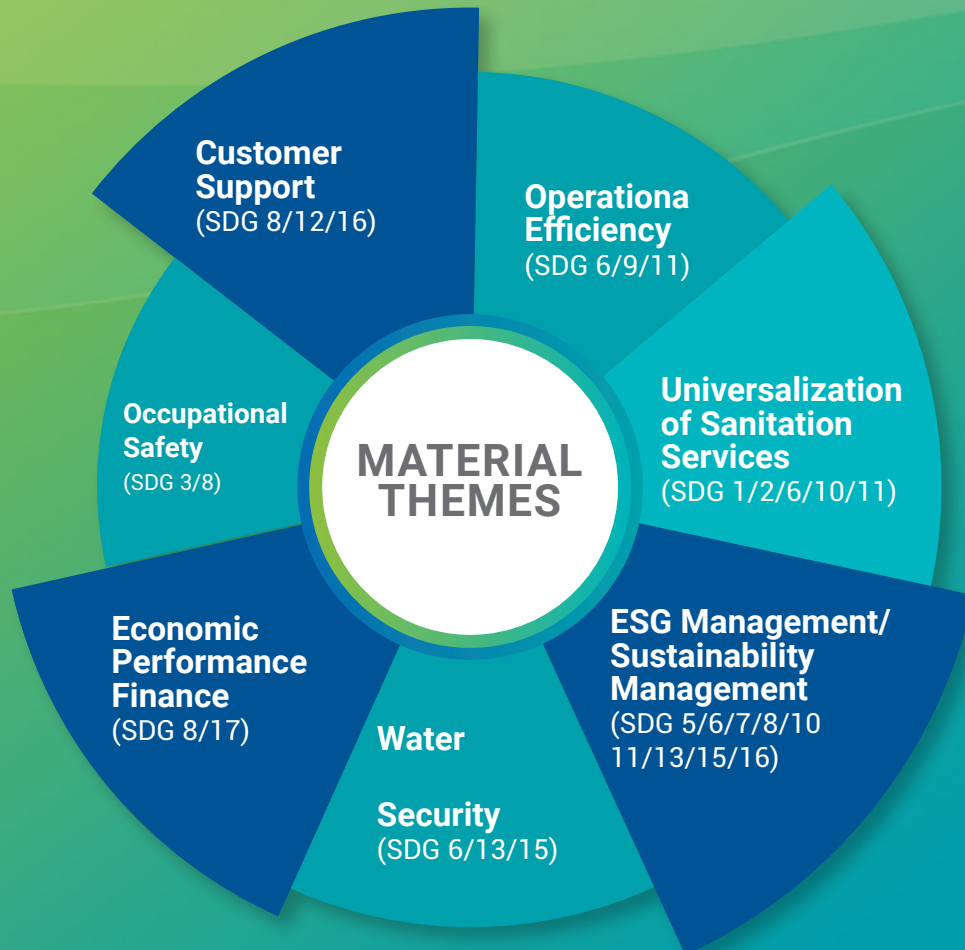 Customer
Support
(SDG 8/12/16)
Operationa
Efficiency
(SDG 6/9/11)
Universalization
of Sanitation
Services
(SDG 1/2/6/10/11)
ESG Management/
Sustainability
Management
(SDG 5/6/7/8/10
11/13/15/16)
Water
Security
(SDG 6/13/15)
Economic
Performance
Finance
(SDG 8/17)
Occupational
Safety
(SDG 3/8)
MATERIAL
THEMES